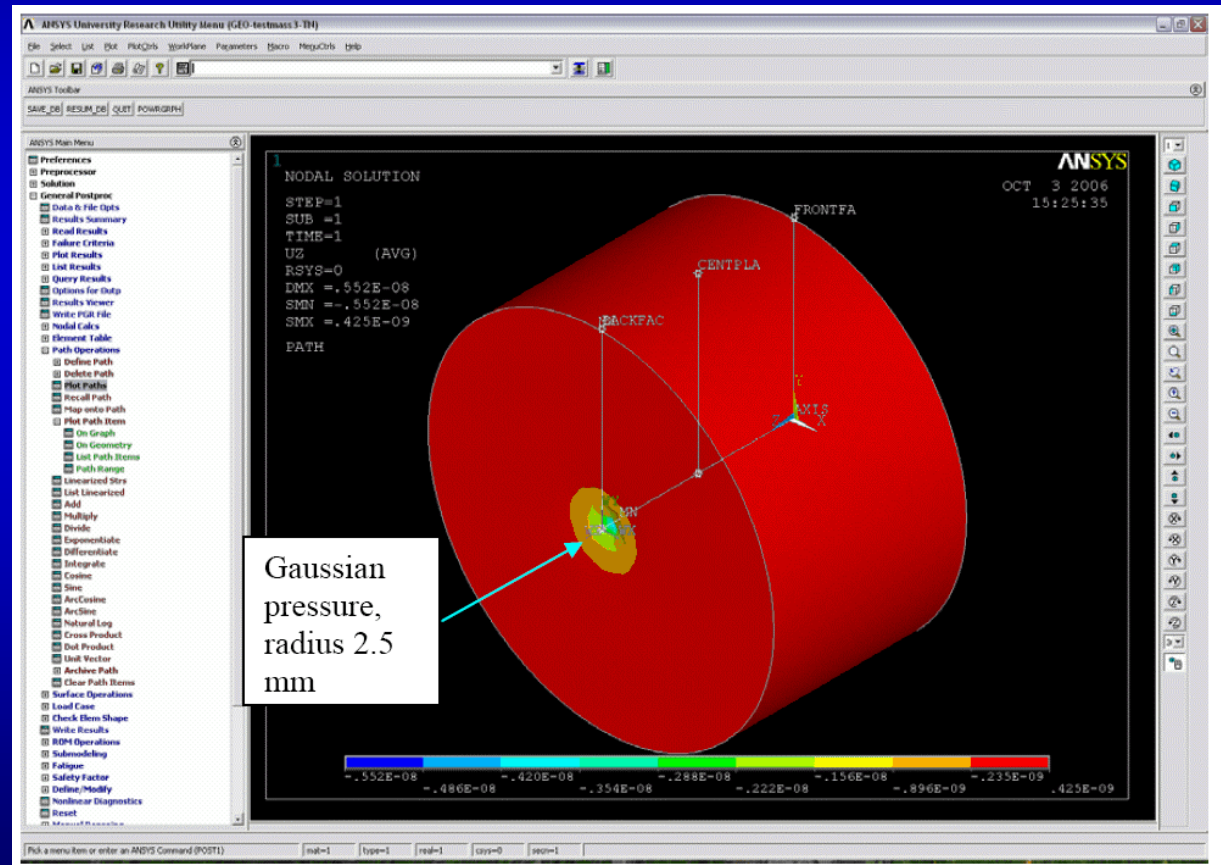 ANSYS University Research Utility Menu (GEO-testmass3-TN)
File Select List Plot PlotCtrls WorkPlane Parameters Macro MenuCtrls Help
ANSYS Toolbar
SAVE_DB RESUM_DB QUIT POWRGRPH
ANSYS Main Menu
Preferences
Preprocessor
Solution
General Postproc
Data & File Opts
Results Summary
Read Results
Failure Criteria
Plot Results
List Results
Query Results
Options for Outp
Results Viewer
Write PGR File
Nodal Calcs
Element Table
Path Operations
Define Path
Delete Path
Plot Paths
Recall Path
Map onto Path
Plot Path Item
On Graph
On Geometry
List Path Items
Path Range
Linearized Strs
List Linearized
Add
Multiply
Divide
Exponentiate
Differentiate
Integrate
Cosine
Sine
ArcCosine
ArcSine
Natural Log
Cross Product
Dot Product
Unit Vector
Archive Path
Clear Path Items
Surface Operations
Load Case
Check Elem Shape
Write Results
ROM Operations
Submodeling
Fatigue
Safety Factor
Define/Modify
Nonlinear Diagnostics
Reset
Manual Rezoning
1
NODAL SOLUTION
STEP=1
SUB =1
TIME=1
UZ (AVG)
RSYS=0
DMX =.552E-08
SMN =-.552E-08
SMX =.425E-09
PATH
ANSYS
OCT 3 2006
15:25:35
FRONTFA
CENTPLA
BACKFAC
Y
AXIS
Z X
MN
Gaussian
pressure,
radius 2.5
mm
-.552E-08 -.420E-08 -.288E-08 -.156E-08 -.235E-09
-.486E-08 -.354E-08 -.222E-08 -.896E-09 .425E-09
Pick a menu item or enter an ANSYS Command (POST1) mat=1 type=1 real=1 csys=0 secn=1